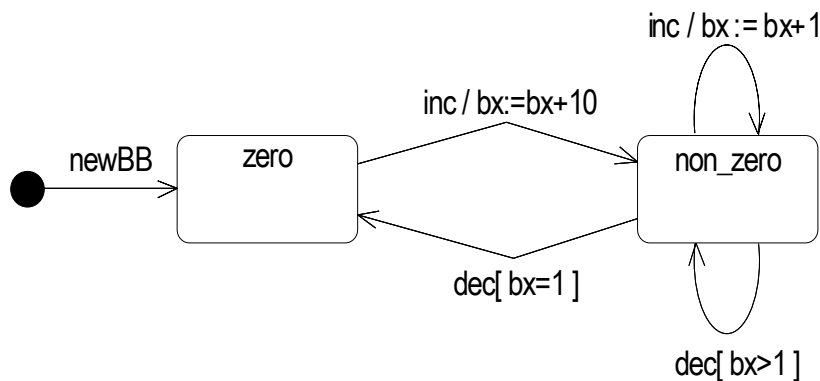 inc / bx := bx+1
inc / bx:=bx+10
newBB
zero
non_zero
dec[ bx=1 ]
dec[ bx>1 ]